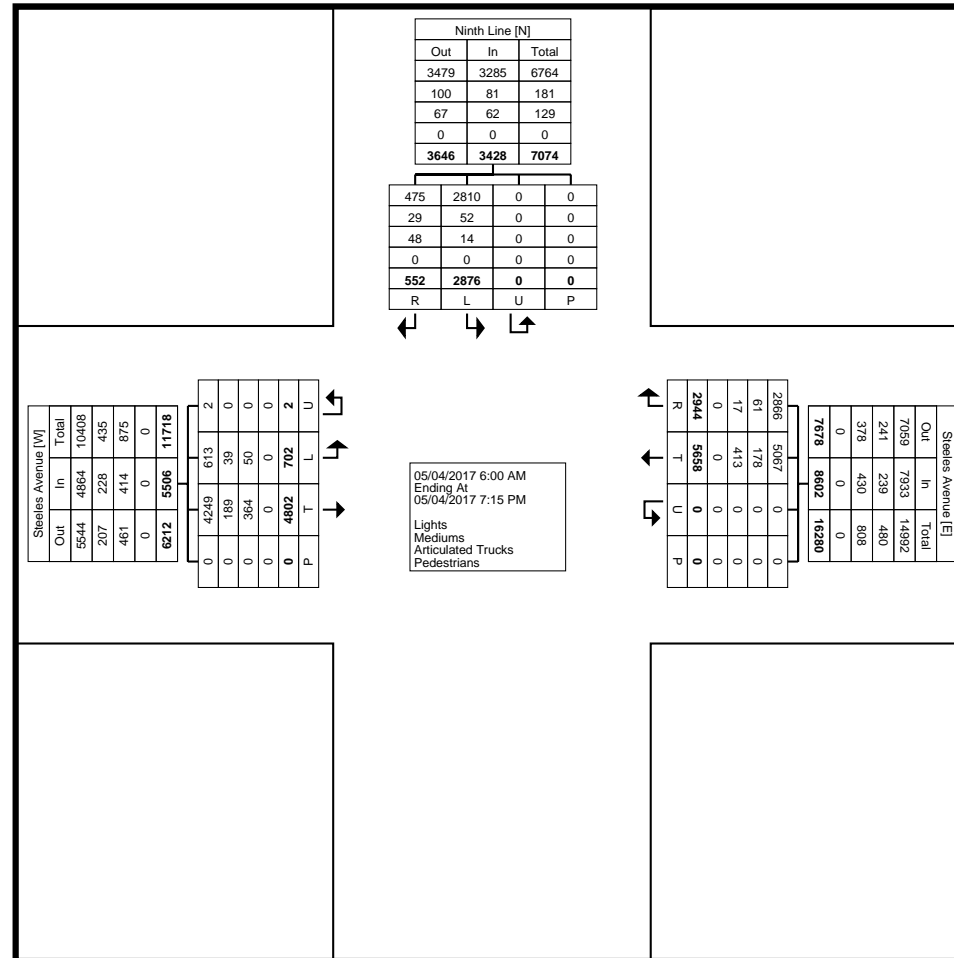 Ninth Line [N]
Out In Total
3479 3285 6764
100 81 181
67 62 129
0 0 0
3646 3428 7074
475 2810 0 0
29 52 0 0
48 14 0 0
0 0 0 0
552 2876 0 0
R L U P
Steeles Avenue [W]
Total In Out
10408 4864 5544
435 228 207
875 414 461
0 0 0
11718 5506 6212
2 613 4249 0
0 39 189 0
0 50 364 0
0 0 0 0
2 702 4802 0
U L T P
05/04/2017 6:00 AM
Ending At
05/04/2017 7:15 PM
Lights
Mediums
Articulated Trucks
Pedestrians
Steeles Avenue [E]
Out In Total
7059 7933 14992
241 239 480
378 430 808
0 0 0
7678 8602 16280
2866 5067 0 0
61 178 0 0
17 413 0 0
0 0 0 0
2944 5658 0 0
R T U P